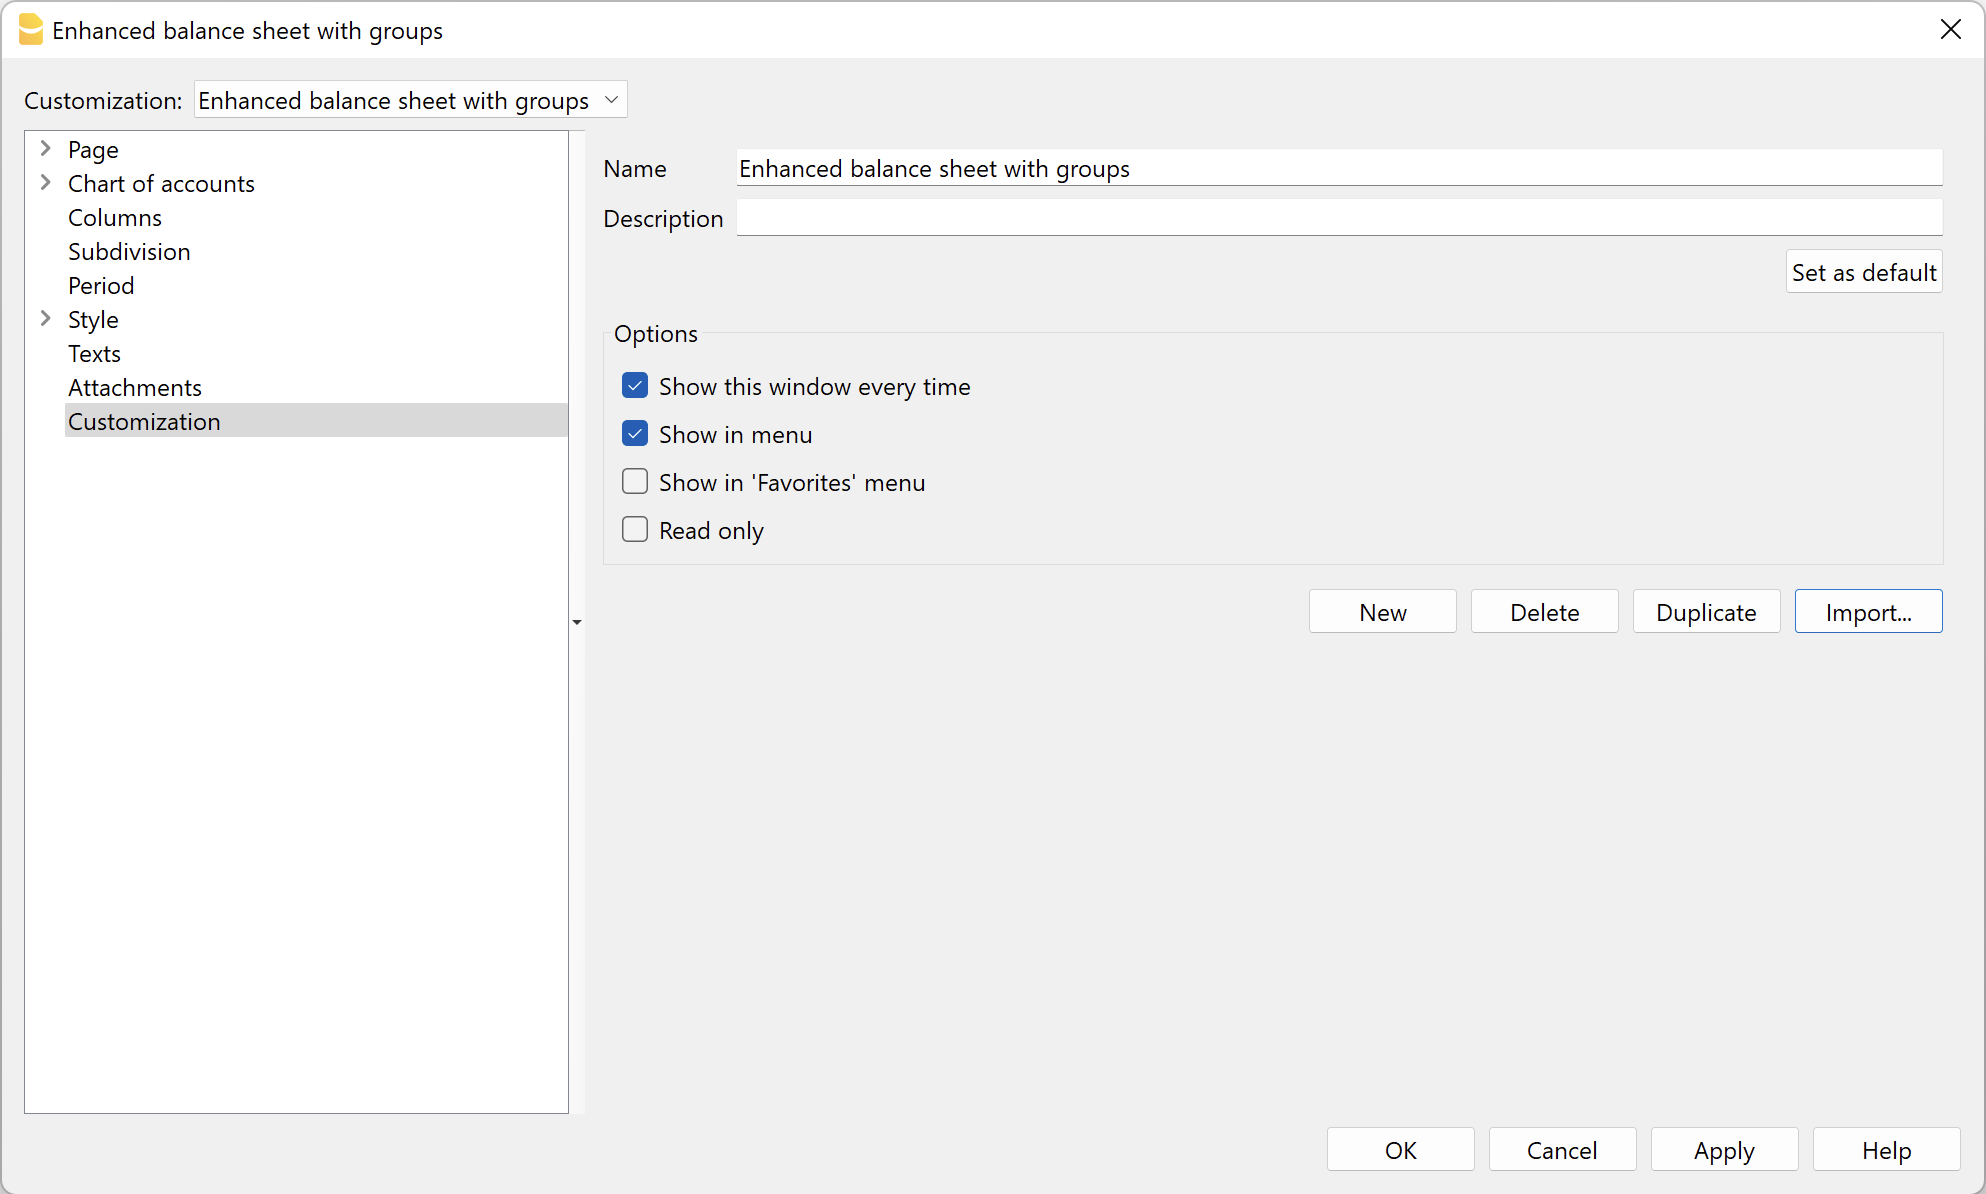 Enhanced balance sheet with groups
Customization: Enhanced balance sheet with groups
Page
Chart of accounts
Columns
Subdivision
Period
Style
Texts
Attachments
Customization
Name Enhanced balance sheet with groups
Description
Set as default
Options
Show this window every time
Show in menu
Show in 'Favorites' menu
Read only
New Delete Duplicate Import...
OK Cancel Apply Help